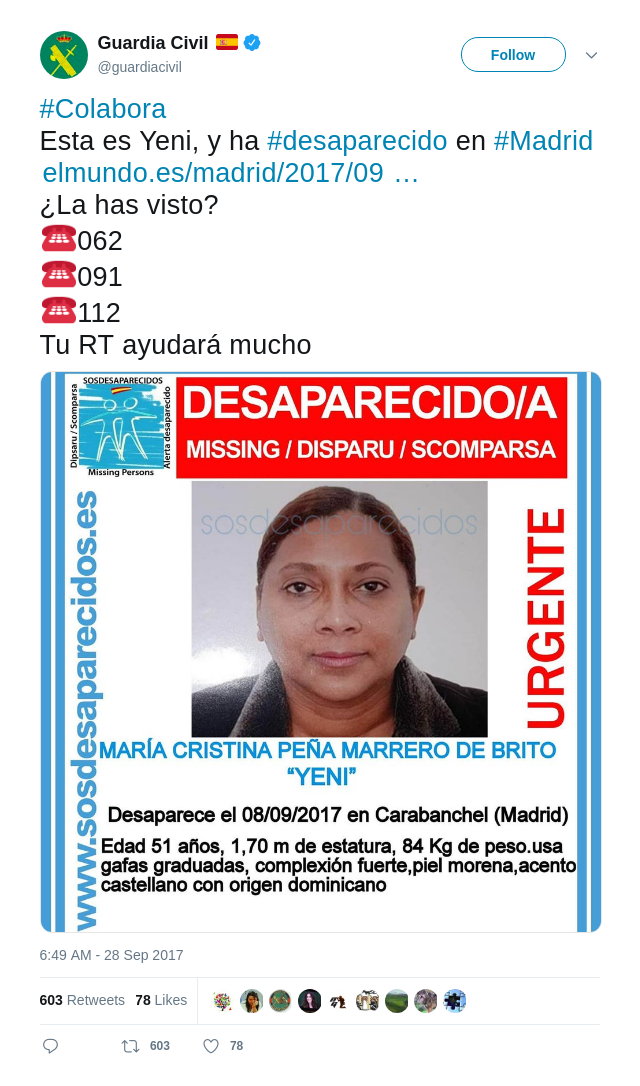 Guardia Civil
@guardiacivil
Follow
#Colabora
Esta es Yeni, y ha #desaparecido en #Madrid
elmundo.es/madrid/2017/09 …
¿La has visto?
062
091
112
Tu RT ayudará mucho
SOSDESAPARECIDOS
Dipsaru / Scomparsa
Alerta desaparecido
Missing Persons
DESAPARECIDO/A
MISSING / DISPARU / SCOMPARSA
sosdesaparecidos
www.sosdesaparecidos.es
URGENTE
MARÍA CRISTINA PEÑA MARRERO DE BRITO
“YENI”
Desaparece el 08/09/2017 en Carabanchel (Madrid)
Edad 51 años, 1,70 m de estatura, 84 Kg de peso.usa
gafas graduadas, complexión fuerte,piel morena,acento
castellano con origen dominicano
6:49 AM - 28 Sep 2017
603 Retweets 78 Likes
603 78